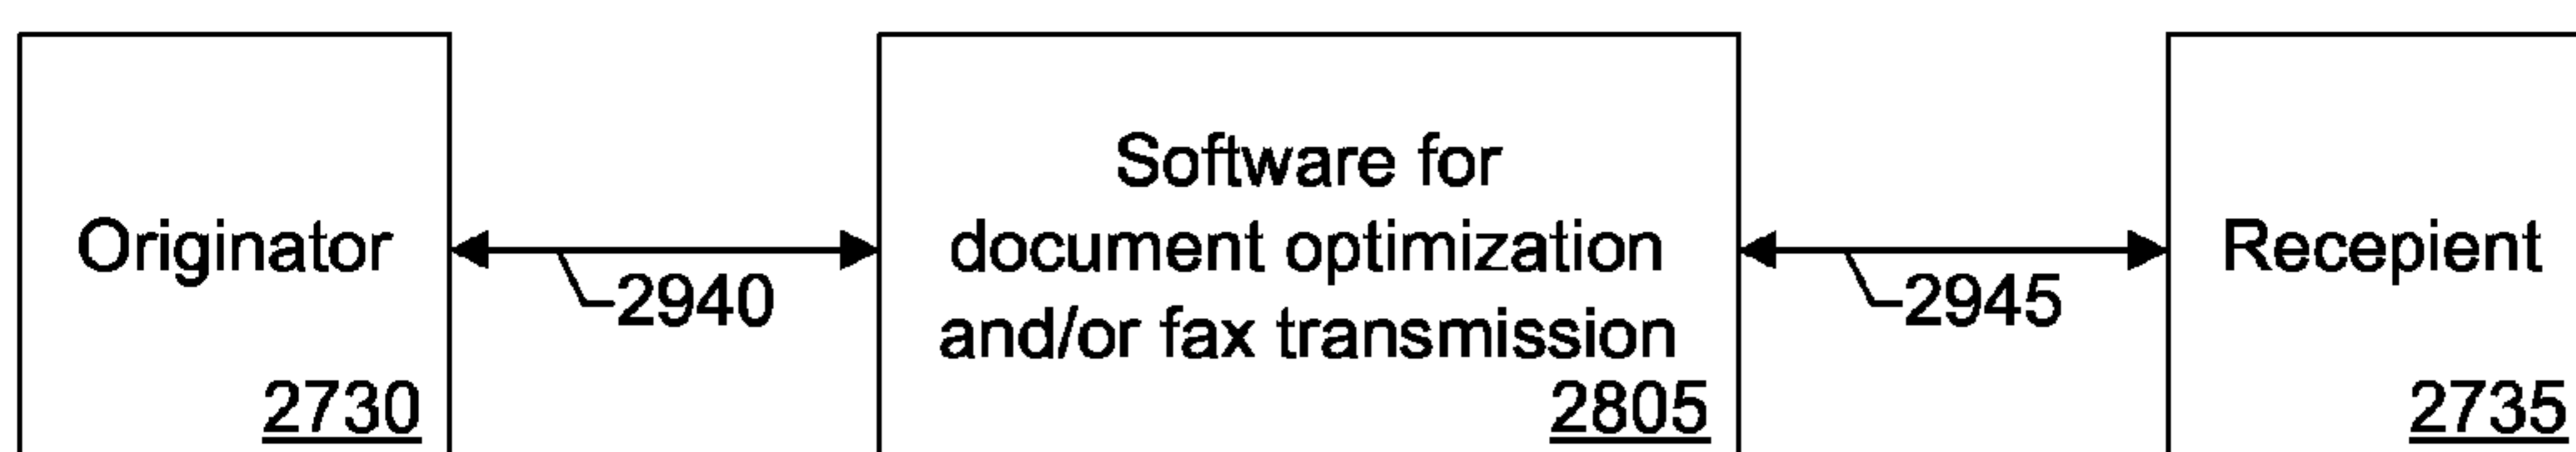 Originator
2730
2940
Software for
document optimization
and/or fax transmission
2805
2945
Recepient
2735